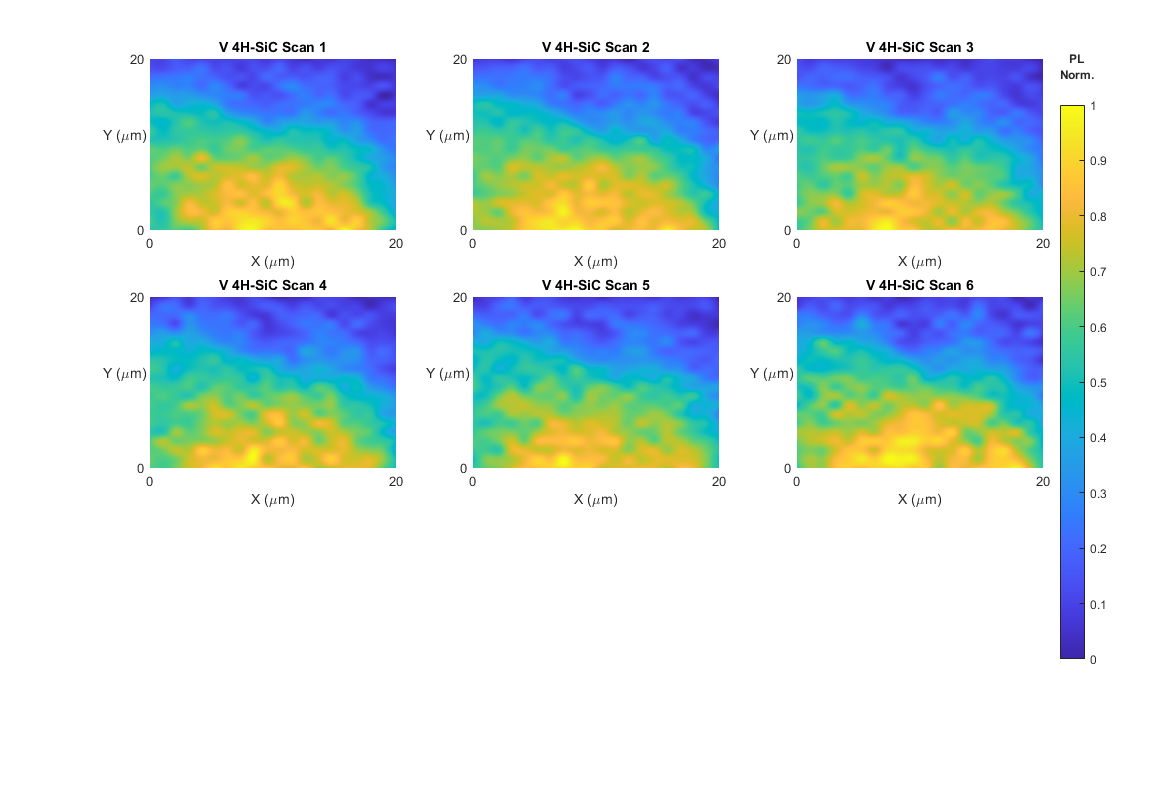 V 4H-SiC Scan 1
20
Y (μm)
0
0
20
X (μm)
V 4H-SiC Scan 2
20
Y (μm)
0
0
20
X (μm)
V 4H-SiC Scan 3
20
Y (μm)
0
0
20
X (μm)
V 4H-SiC Scan 4
20
Y (μm)
0
0
20
X (μm)
V 4H-SiC Scan 5
20
Y (μm)
0
0
20
X (μm)
V 4H-SiC Scan 6
20
Y (μm)
0
0
20
X (μm)
PL
Norm.
1
0.9
0.8
0.7
0.6
0.5
0.4
0.3
0.2
0.1
0